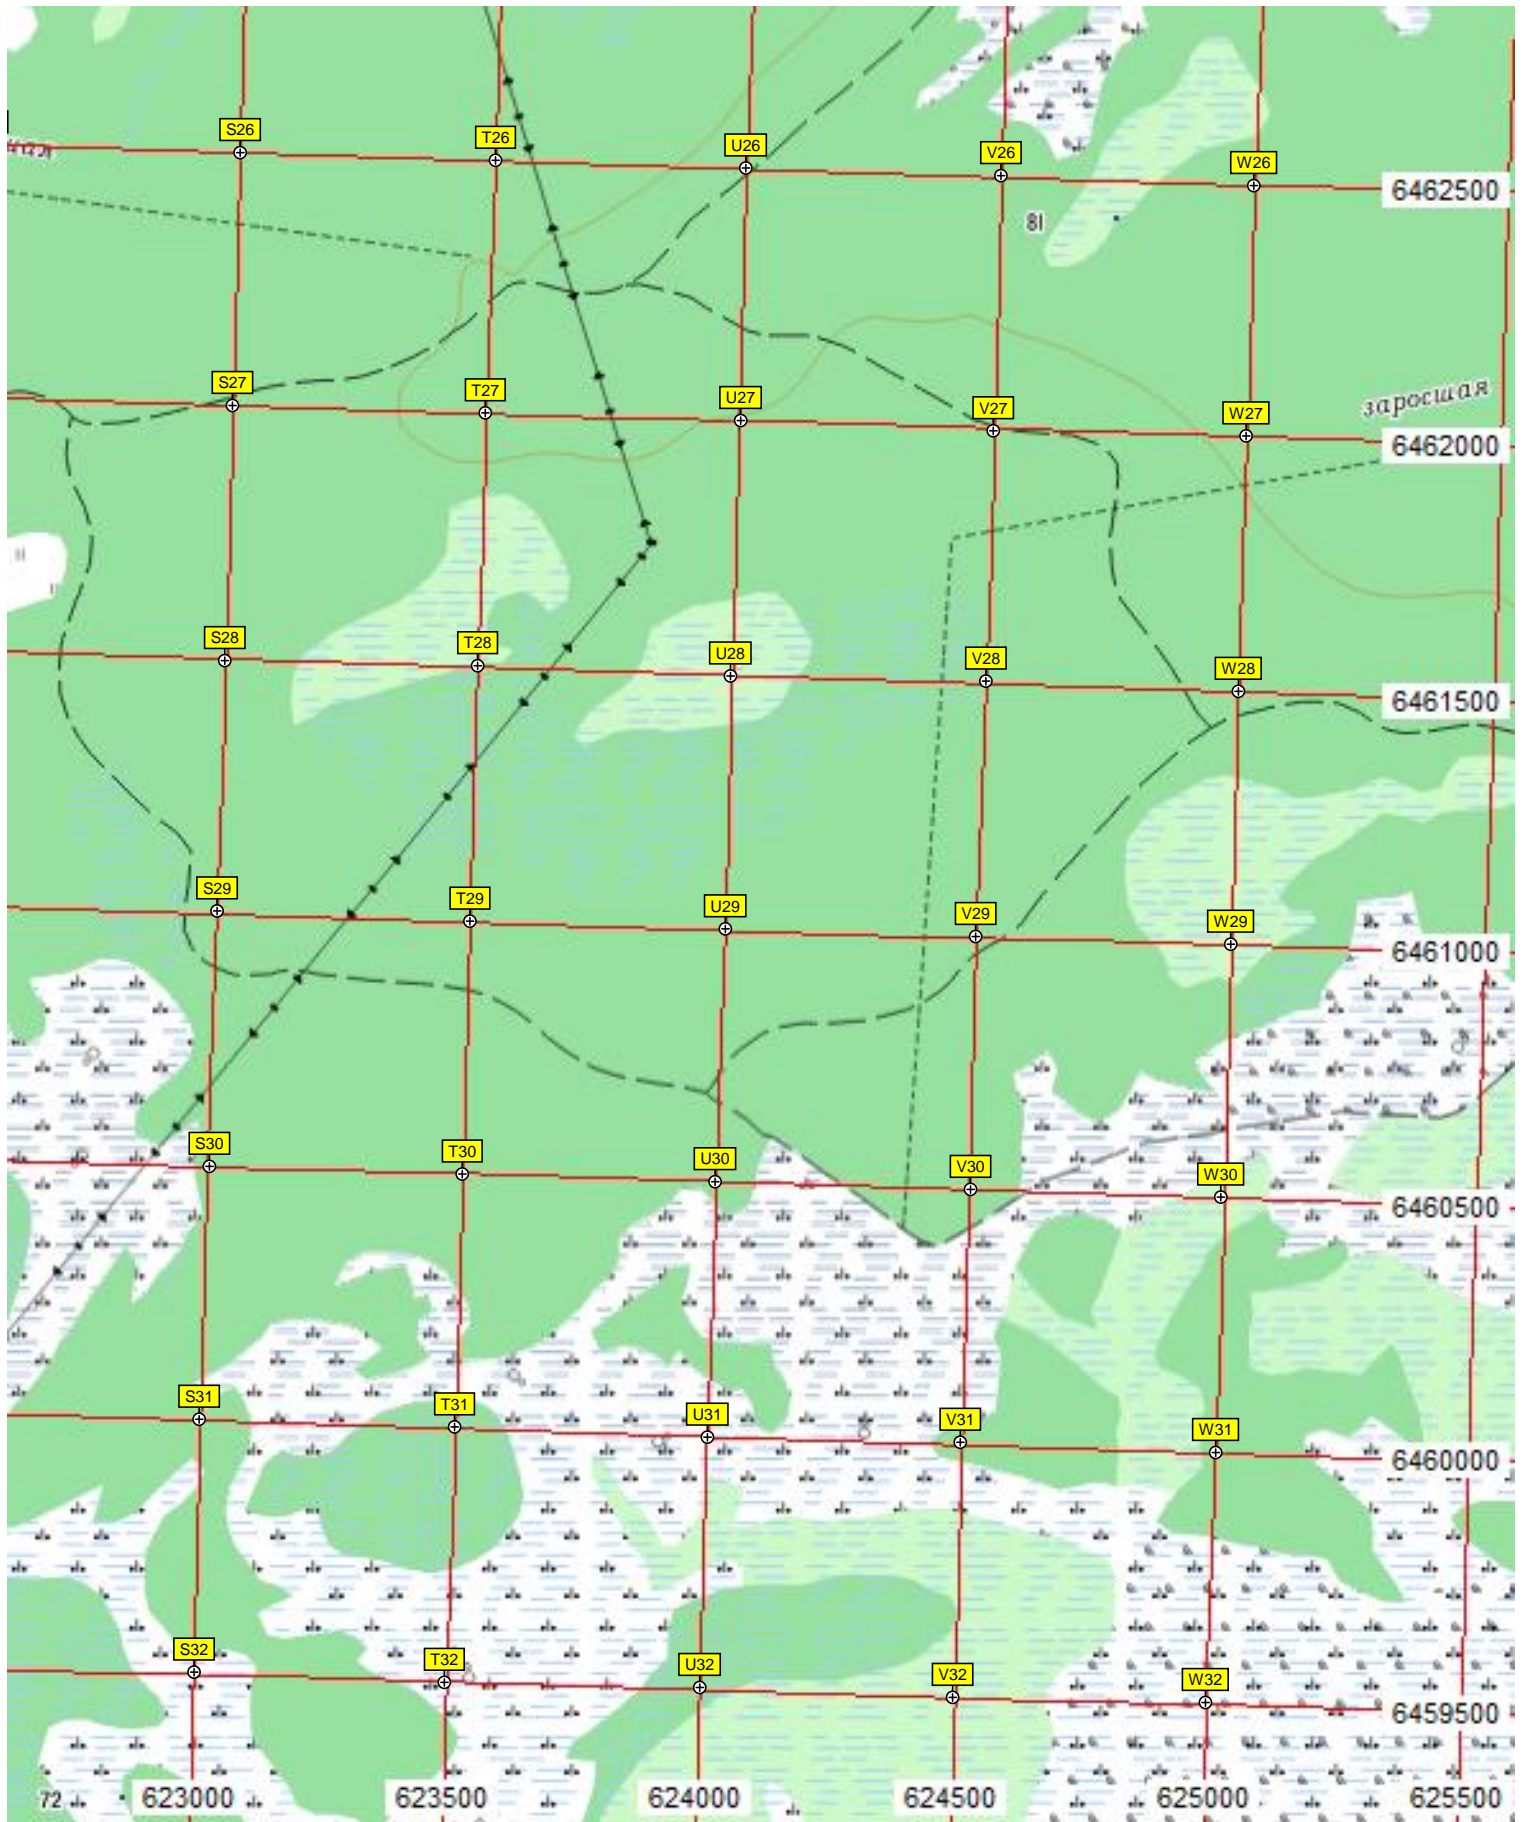 S26 T26 U26 V26 W26
6462500
81
S27 T27 U27 V27 W27
заросшая
6462000
S28 T28 U28 V28 W28
6461500
S29 T29 U29 V29 W29
6461000
S30 T30 U30 V30 W30
6460500
S31 T31 U31 V31 W31
6460000
S32 T32 U32 V32 W32
6459500
72 623000 623500 624000 624500 625000 625500